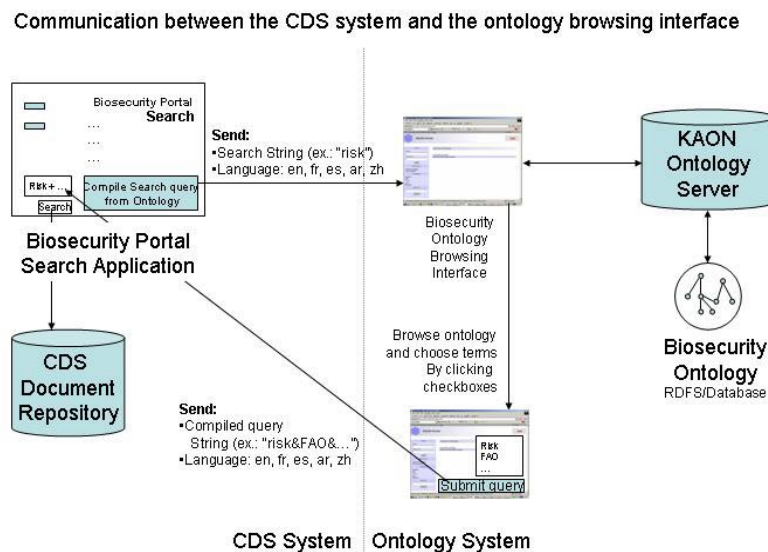 Communication between the CDS system and the ontology browsing interface
Biosecurity Portal
Search
...
...
...
Risk + ...
Compile Search query
from Ontology
Search
Biosecurity Portal
Search Application
CDS
Document
Repository
Send:
▪Search String (ex.: "risk")
▪Language: en, fr, es, ar, zh
Biosecurity
Ontology
Browsing
Interface
KAON
Ontology
Server
Biosecurity
Ontology
RDFS/Database
Browse ontology
and choose terms
By clicking
checkboxes
Send:
▪Compiled query
String (ex.: "risk&FAO&...")
▪Language: en, fr, es, ar, zh
Risk
FAO
...
Submit query
CDS System
Ontology System